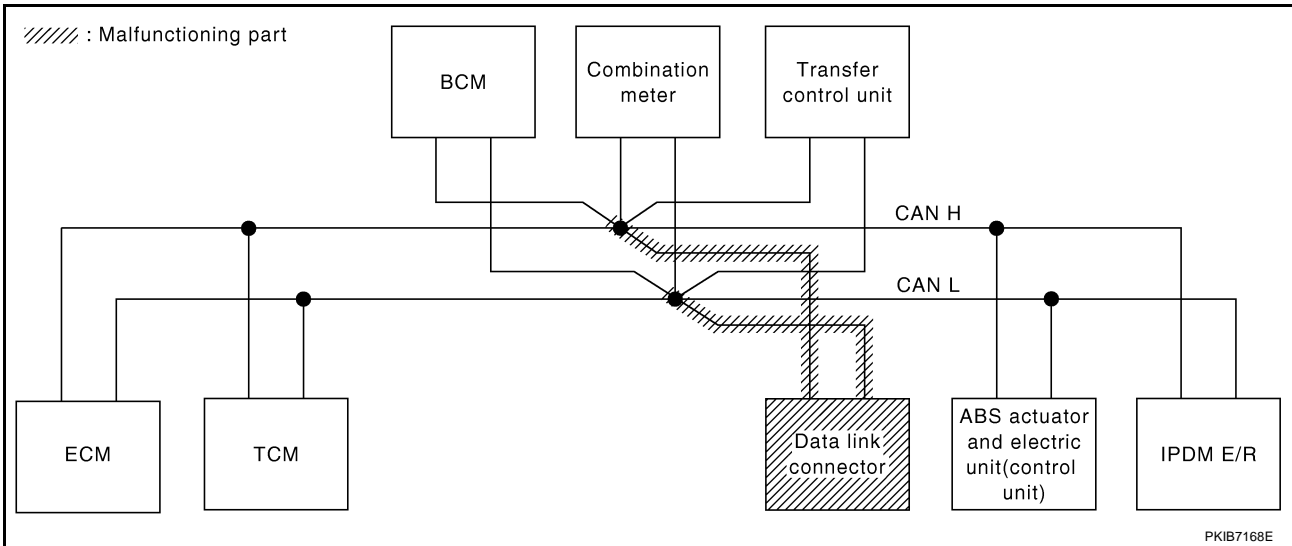 : Malfunctioning part
BCM
Combination
meter
Transfer
control unit
CAN H
CAN L
ECM
TCM
Data link
connector
ABS actuator
and electric
unit(control
unit)
IPDM E/R
PKIB7168E